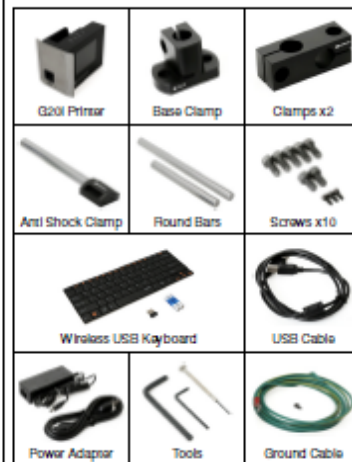 G20i Printer
Base Clamp
Clamps x2
Anti Shock Clamp
Round Bars
Screws x10
Wireless USB Keyboard
USB Cable
Power Adapter
Tools
Ground Cable